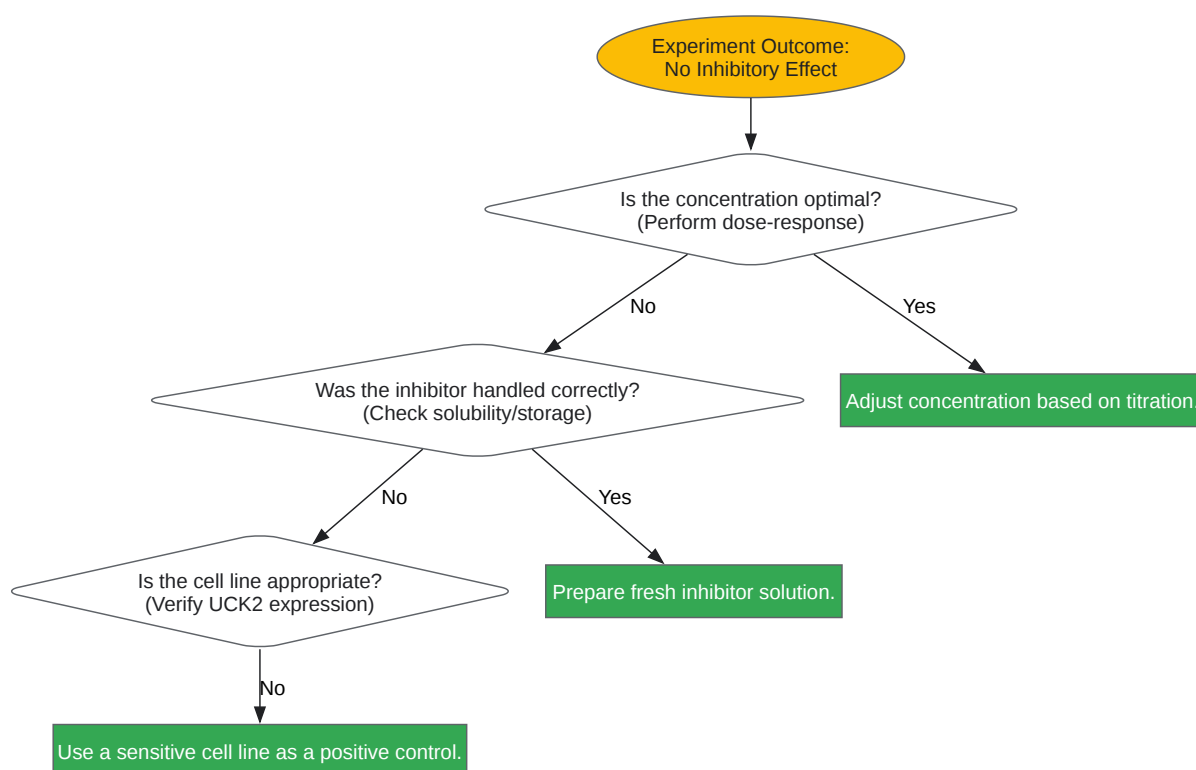 Experiment Outcome:
No Inhibitory Effect
Is the concentration optimal?
(Perform dose-response)
No
Yes
Was the inhibitor handled correctly?
(Check solubility/storage)
Adjust concentration based on titration.
No
Yes
Is the cell line appropriate?
(Verify UCK2 expression)
Prepare fresh inhibitor solution.
No
Use a sensitive cell line as a positive control.